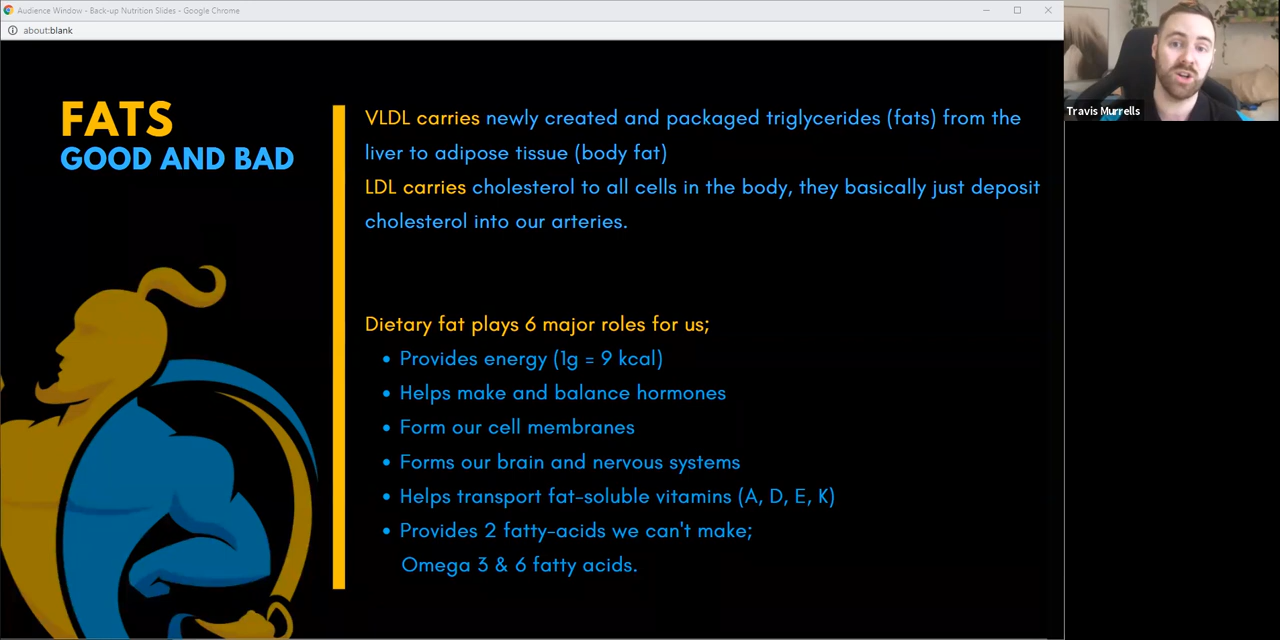 Audience Window - Back-up Nutrition Slides - Google Chrome
about:blank
Travis Murrells
FATS
GOOD AND BAD
VLDL carries newly created and packaged triglycerides (fats) from the
liver to adipose tissue (body fat)
LDL carries cholesterol to all cells in the body, they basically just deposit
cholesterol into our arteries.
Dietary fat plays 6 major roles for us;
• Provides energy (1g = 9 kcal)
• Helps make and balance hormones
• Form our cell membranes
• Forms our brain and nervous systems
• Helps transport fat-soluble vitamins (A, D, E, K)
• Provides 2 fatty-acids we can't make;
Omega 3 & 6 fatty acids.